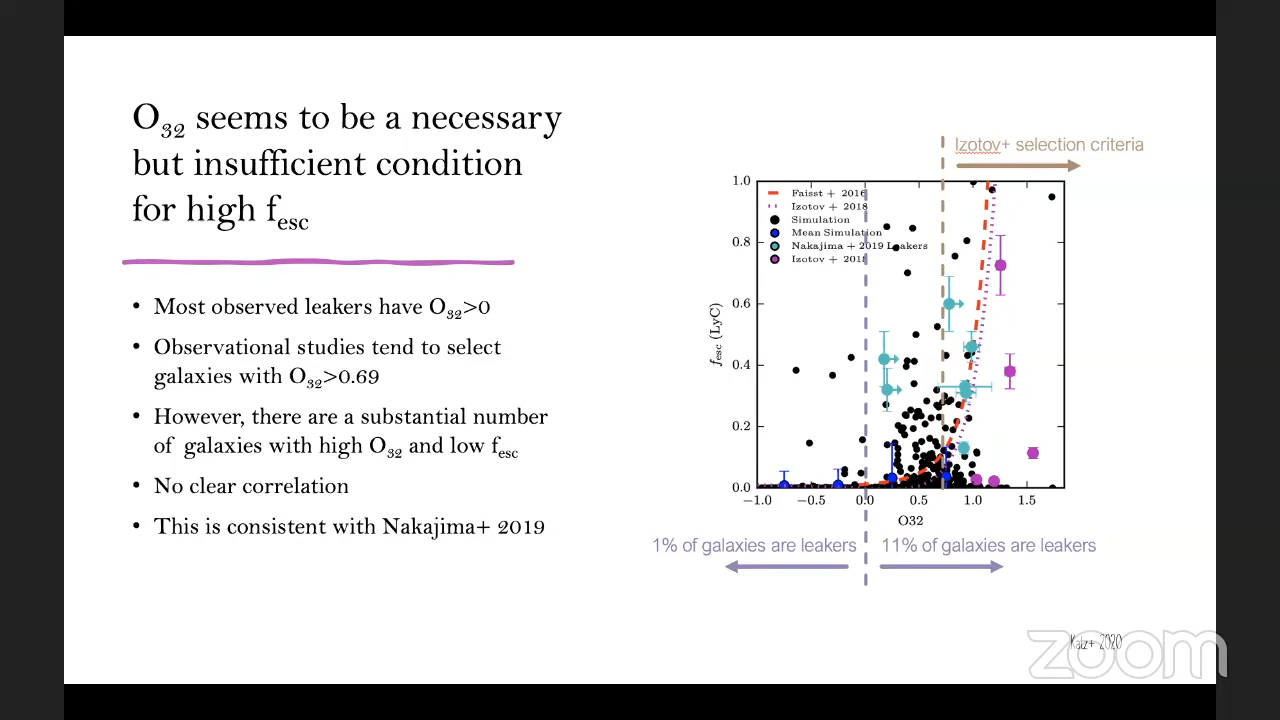 O32 seems to be a necessary
but insufficient condition
for high fesc
• Most observed leakers have O32>0
• Observational studies tend to select
galaxies with O32>0.69
• However, there are a substantial number
of galaxies with high O32 and low fesc
• No clear correlation
• This is consistent with Nakajima+ 2019
Izotov+ selection criteria
Faisst + 2016
Izotov + 2018
Simulation
Mean Simulation
Nakajima + 2019 Leakers
Izotov + 2018
1.0
0.8
0.6
0.4
0.2
0.0
fesc (LyC)
−1.0 −0.5 0.0 0.5 1.0 1.5
O32
1% of galaxies are leakers
11% of galaxies are leakers
Katz+ 2020
zoom